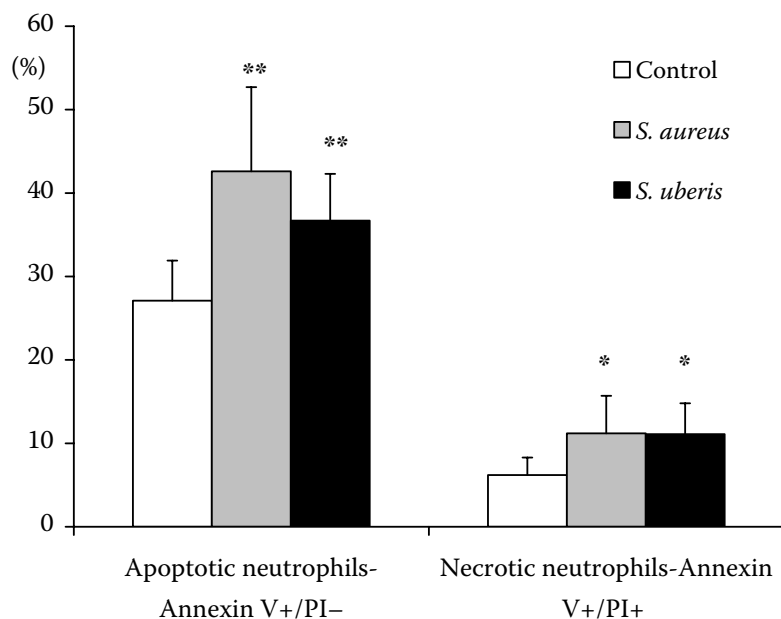 60
(%)
50
40
30
20
10
0
**
**
*
*
Control
S. aureus
S. uberis
Apoptotic neutrophils-
Annexin V+/PI–
Necrotic neutrophils-Annexin
V+/PI+